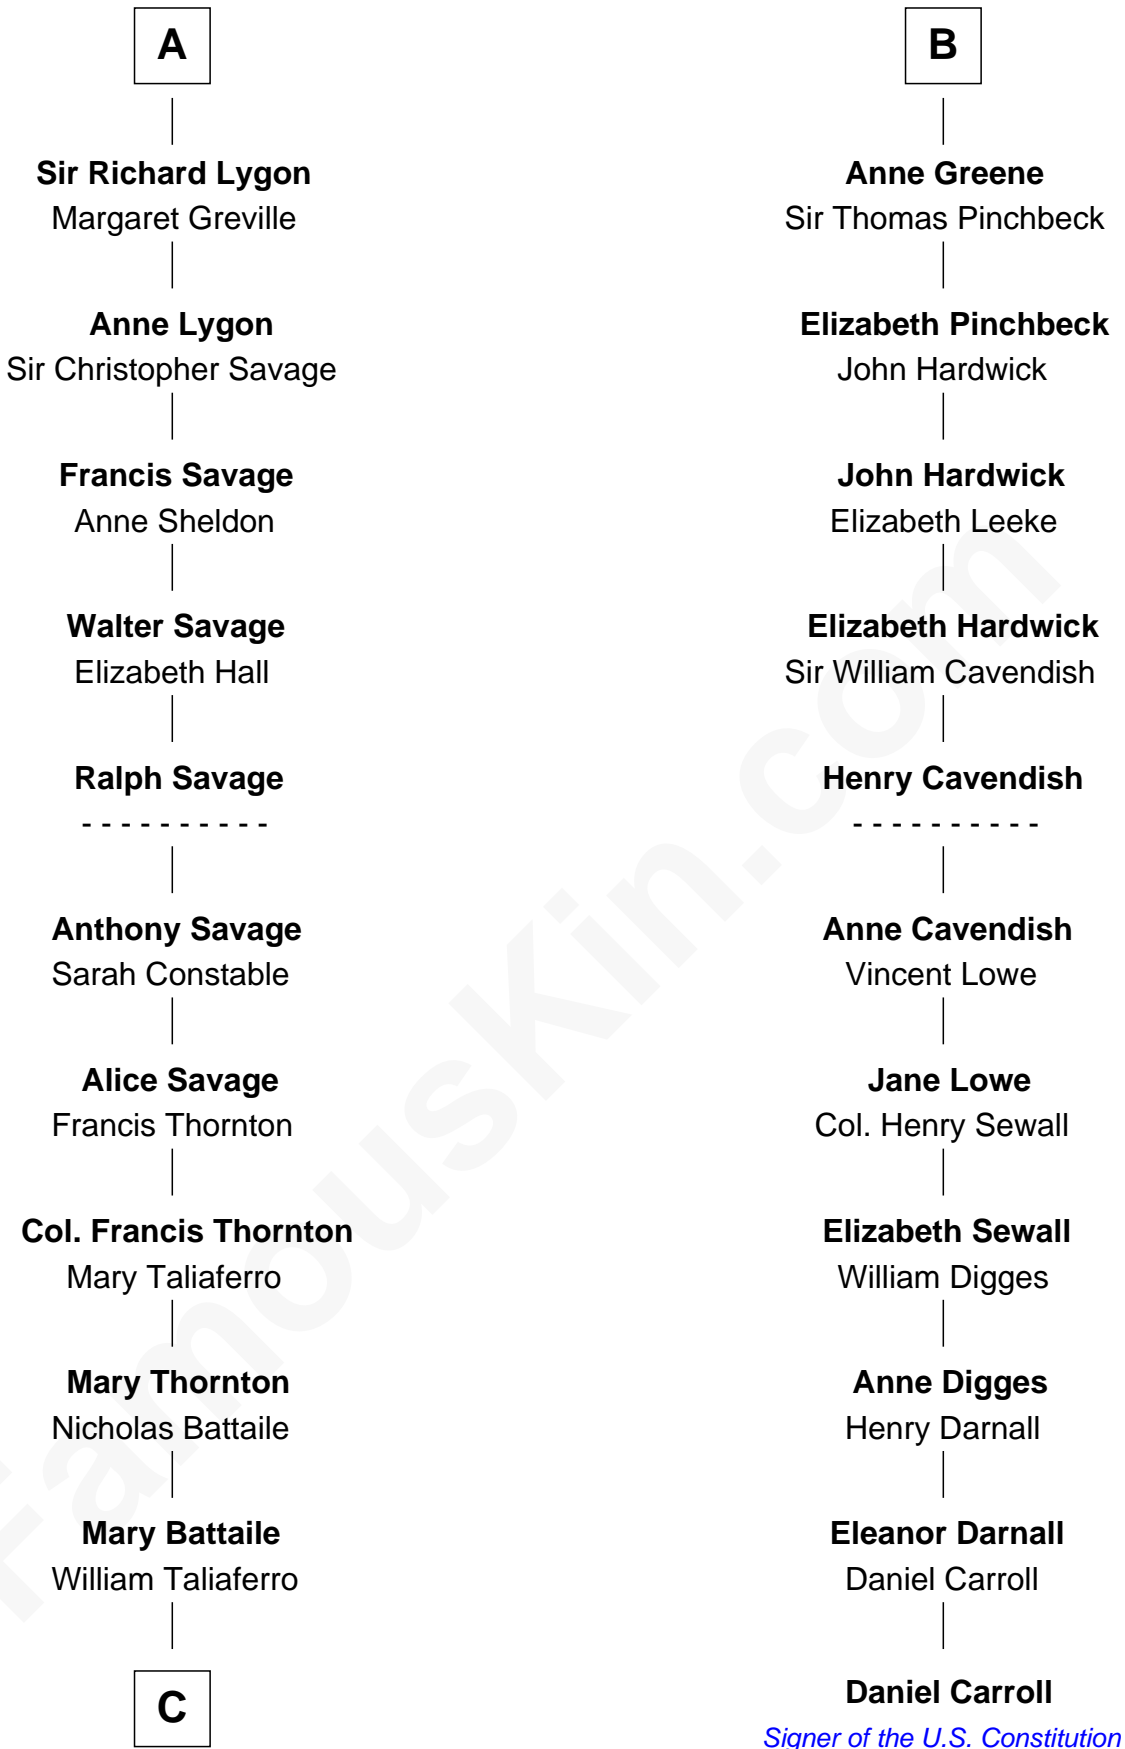 A
Sir Richard Lygon
Margaret Greville
Anne Lygon
Sir Christopher Savage
Francis Savage
Anne Sheldon
Walter Savage
Elizabeth Hall
Ralph Savage
- - - - - - - - - -
Anthony Savage
Sarah Constable
Alice Savage
Francis Thornton
Col. Francis Thornton
Mary Taliaferro
Mary Thornton
Nicholas Battaile
Mary Battaile
William Taliaferro
C
B
Anne Greene
Sir Thomas Pinchbeck
Elizabeth Pinchbeck
John Hardwick
John Hardwick
Elizabeth Leeke
Elizabeth Hardwick
Sir William Cavendish
Henry Cavendish
- - - - - - - - - -
Anne Cavendish
Vincent Lowe
Jane Lowe
Col. Henry Sewall
Elizabeth Sewall
William Digges
Anne Digges
Henry Darnall
Eleanor Darnall
Daniel Carroll
Daniel Carroll
Signer of the U.S. Constitution
FamousKin.com